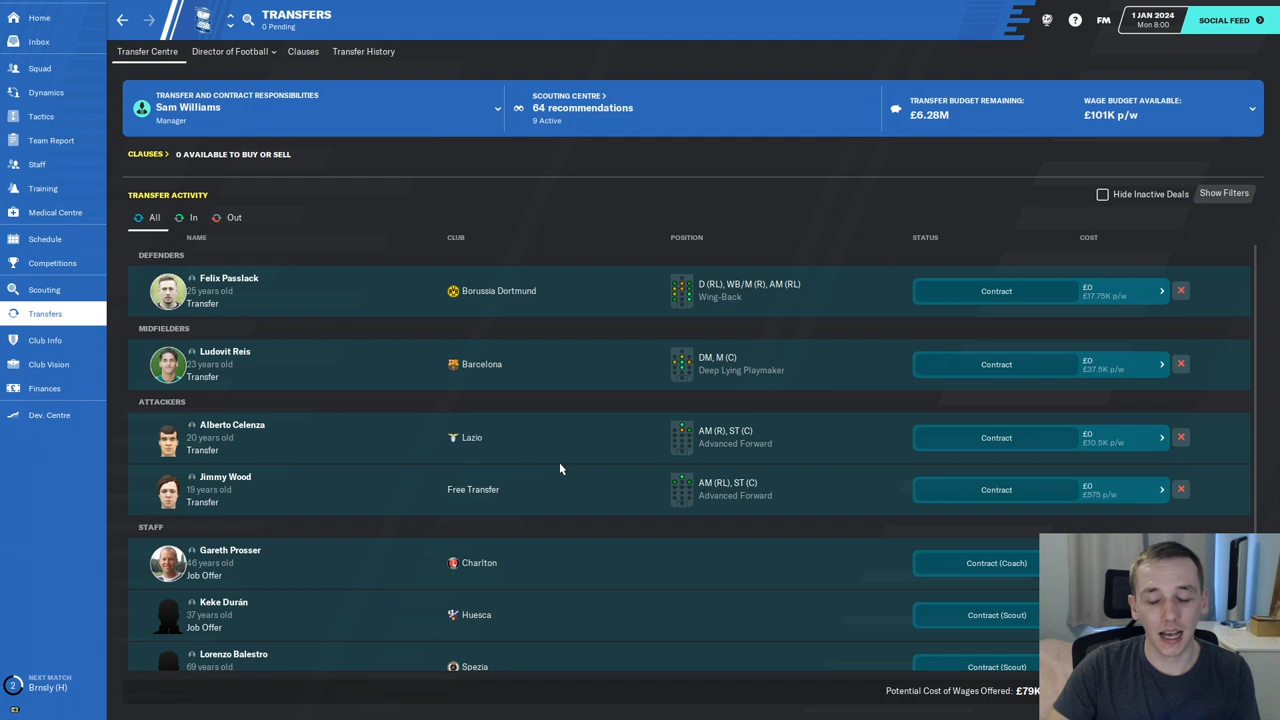 Home
Inbox
Squad
Dynamics
Tactics
Team Report
Staff
Training
Medical Centre
Schedule
Competitions
Scouting
Transfers
Club Info
Club Vision
Finances
Dev. Centre
NEXT MATCH
2 Brnsly (H)
TRANSFERS
0 Pending
FM
1 JAN 2024
Mon 8:00
SOCIAL FEED
Transfer Centre Director of Football Clauses Transfer History
TRANSFER AND CONTRACT RESPONSIBILITIES
Sam Williams
Manager
SCOUTING CENTRE >
64 recommendations
9 Active
TRANSFER BUDGET REMAINING:
£6.28M
WAGE BUDGET AVAILABLE:
£101K p/w
CLAUSES > 0 AVAILABLE TO BUY OR SELL
TRANSFER ACTIVITY
Hide Inactive Deals Show Filters
All In Out
NAME CLUB POSITION STATUS COST
DEFENDERS
Felix Passlack
25 years old
Transfer
Borussia Dortmund
D (RL), WB/M (R), AM (RL)
Wing-Back
Contract
£0
£17.75K p/w
MIDFIELDERS
Ludovit Reis
23 years old
Transfer
Barcelona
DM, M (C)
Deep Lying Playmaker
Contract
£0
£37.5K p/w
ATTACKERS
Alberto Celenza
20 years old
Transfer
Lazio
AM (R), ST (C)
Advanced Forward
Contract
£0
£10.5K p/w
Jimmy Wood
19 years old
Transfer
Free Transfer
AM (RL), ST (C)
Advanced Forward
Contract
£0
£575 p/w
STAFF
Gareth Prosser
46 years old
Job Offer
Charlton
Contract (Coach)
Keke Durán
37 years old
Job Offer
Huesca
Contract (Scout)
Lorenzo Balestro
69 years old
Spezia
Contract (Scout)
Potential Cost of Wages Offered: £79K